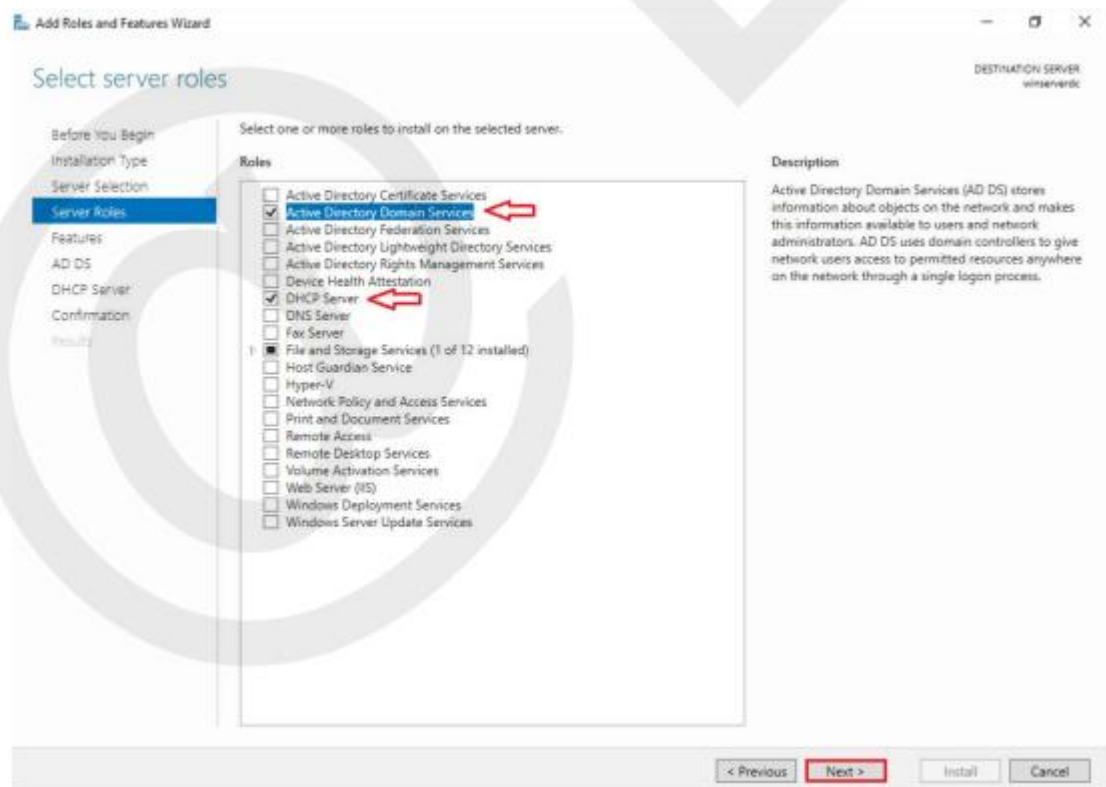 Add Roles and Features Wizard
Select server roles
DESTINATION SERVER
winserverdc
Before You Begin
Installation Type
Server Selection
Server Roles
Features
AD DS
DHCP Server
Confirmation
Results
Select one or more roles to install on the selected server.
Roles
Active Directory Certificate Services
Active Directory Domain Services
Active Directory Federation Services
Active Directory Lightweight Directory Services
Active Directory Rights Management Services
Device Health Attestation
DHCP Server
DNS Server
Fax Server
File and Storage Services (1 of 12 installed)
Host Guardian Service
Hyper-V
Network Policy and Access Services
Print and Document Services
Remote Access
Remote Desktop Services
Volume Activation Services
Web Server (IIS)
Windows Deployment Services
Windows Server Update Services
Description
Active Directory Domain Services (AD DS) stores
information about objects on the network and makes
this information available to users and network
administrators. AD DS uses domain controllers to give
network users access to permitted resources anywhere
on the network through a single logon process.
< Previous
Next >
Install
Cancel